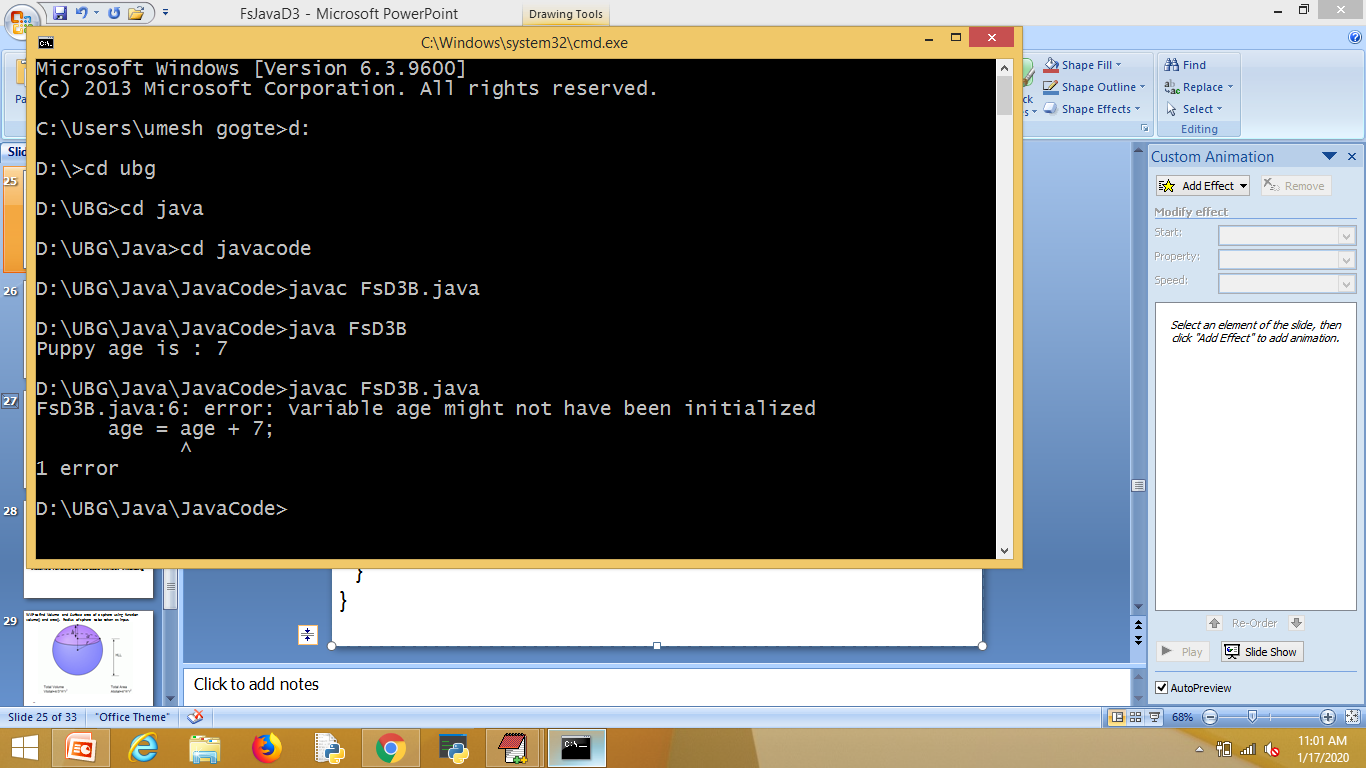 FsJavaD3 - Microsoft PowerPoint
Drawing Tools
C:\Windows\system32\cmd.exe
Microsoft Windows [Version 6.3.9600]
(c) 2013 Microsoft Corporation. All rights reserved.
C:\Users\umesh gogte>d:
D:\>cd ubg
D:\UBG>cd java
D:\UBG\Java>cd javacode
D:\UBG\Java\JavaCode>javac FsD3B.java
D:\UBG\Java\JavaCode>java FsD3B
Puppy age is : 7
D:\UBG\Java\JavaCode>javac FsD3B.java
FsD3B.java:6: error: variable age might not have been initialized
age = age + 7;
^
1 error
D:\UBG\Java\JavaCode>
Shape Fill
Shape Outline
Shape Effects
Find
Replace
Select
Editing
Custom Animation
Add Effect
Remove
Modify effect
Start:
Property:
Speed:
Select an element of the slide, then
click "Add Effect" to add animation.
Re-Order
Play
Slide Show
AutoPreview
25
26
27
28
29
}
}
Click to add notes
Slide 25 of 33
"Office Theme"
68%
11:01 AM
1/17/2020